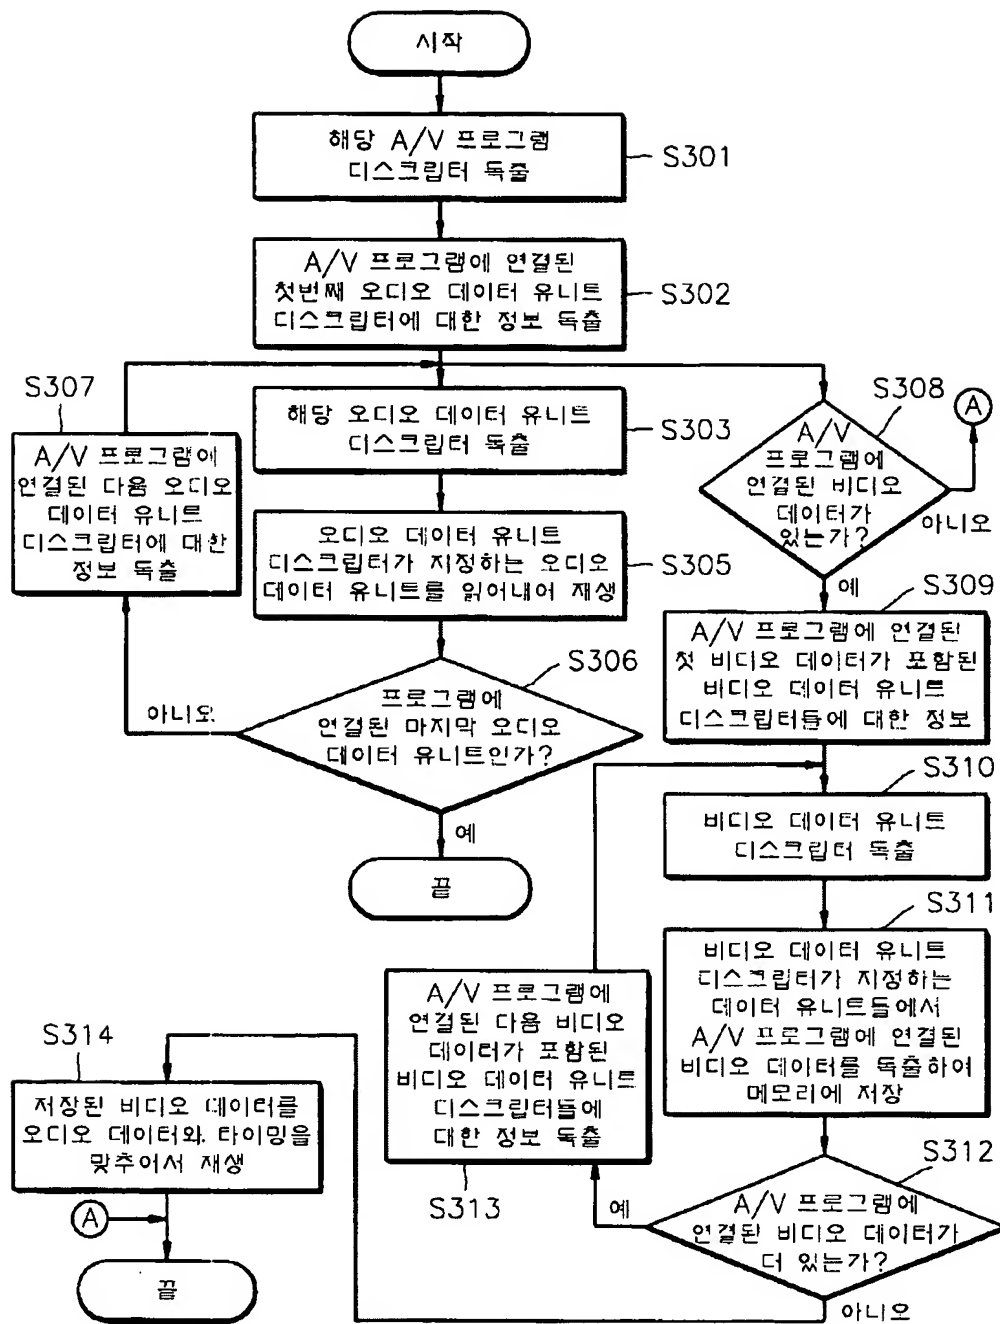 시작
해당 A/V 프로그램
디스크립터 독출
S301
A/V 프로그램에 연결된
첫번째 오디오 데이터 유니트
디스크립터에 대한 정보 독출
S302
S307
A/V 프로그램에
연결된 다음 오디오
데이터 유니트
디스크립터에 대한
정보 독출
해당 오디오 데이터 유니트
디스크립터 독출
S303
오디오 데이터 유니트
디스크립터가 지정하는 오디오
데이터 유니트를 읽어내어 재생
S305
S306
프로그램에
연결된 마지막 오디오
데이터 유니트인가?
아니오
예
끝
S308
A/V
프로그램에
연결된 비디오
데이터가
있는가?
A
아니오
예
S309
A/V 프로그램에 연결된
첫 비디오 데이터가 포함된
비디오 데이터 유니트
디스크립터들에 대한 정보
S310
비디오 데이터 유니트
디스크립터 독출
S311
비디오 데이터 유니트
디스크립터가 지정하는
데이터 유니트들에서
A/V 프로그램에 연결된
비디오 데이터를 독출하여
메모리에 저장
S312
A/V 프로그램에
연결된 비디오 데이터가
더 있는가?
예
아니오
A/V 프로그램에
연결된 다음 비디오
데이터가 포함된
비디오 데이터 유니트
디스크립터들에
대한 정보 독출
S313
S314
저장된 비디오 데이터를
오디오 데이터와 타이밍을
맞추어서 재생
A
끝